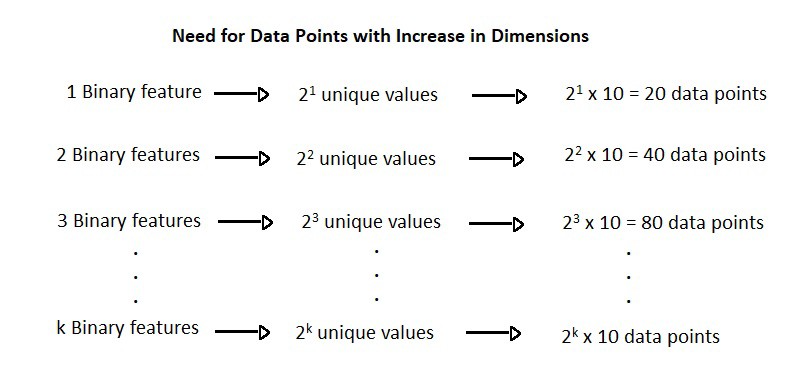 Need for Data Points with Increase in Dimensions
1 Binary feature 2¹ unique values 2¹ x 10 = 20 data points
2 Binary features 2² unique values 2² x 10 = 40 data points
3 Binary features 2³ unique values 2³ x 10 = 80 data points
k Binary features 2ᵏ unique values 2ᵏ x 10 data points